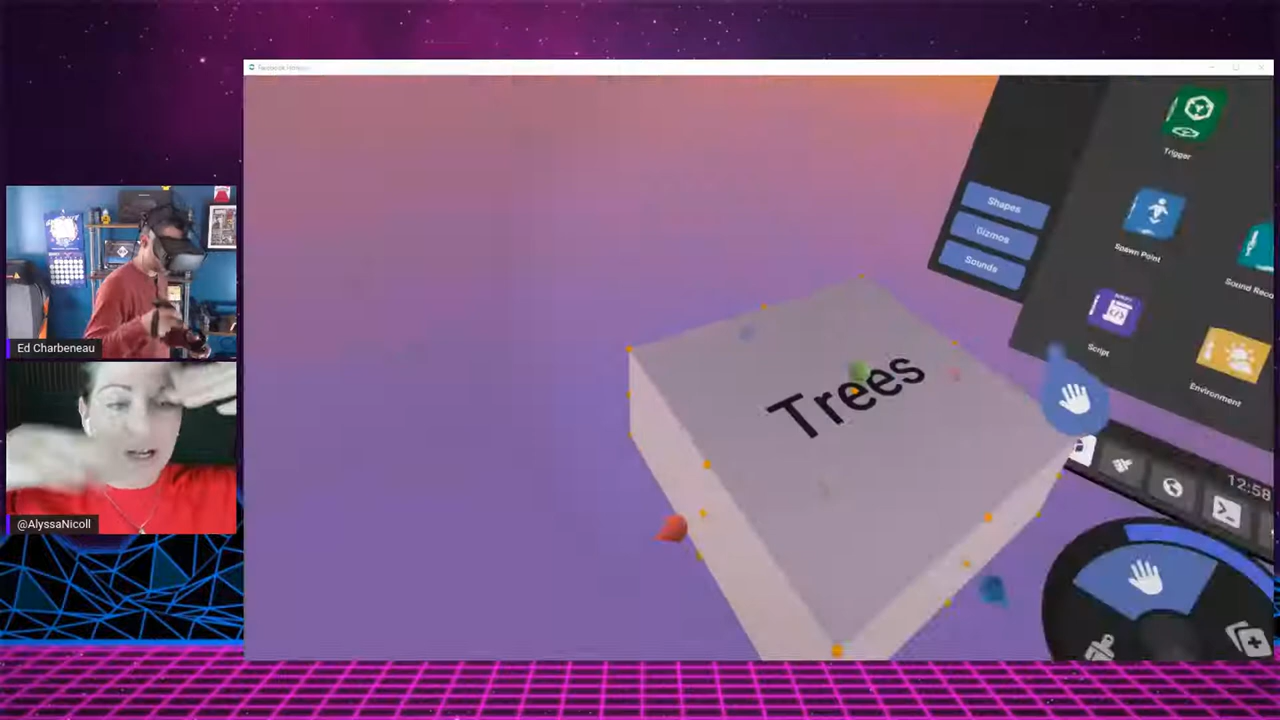 Ed Charbeneau
@AlyssaNicoll
Trees
Shapes
Gizmos
Sounds
Trigger
Spawn Point
Script
Environment
12:58